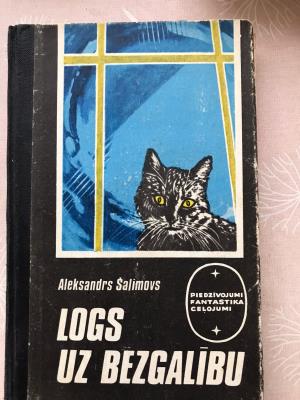 Aleksandrs Šalimovs
PIEDZĪVOJUMI
FANTASTIKA
CEĻOJUMI
LOGS
UZ BEZGALĪBU